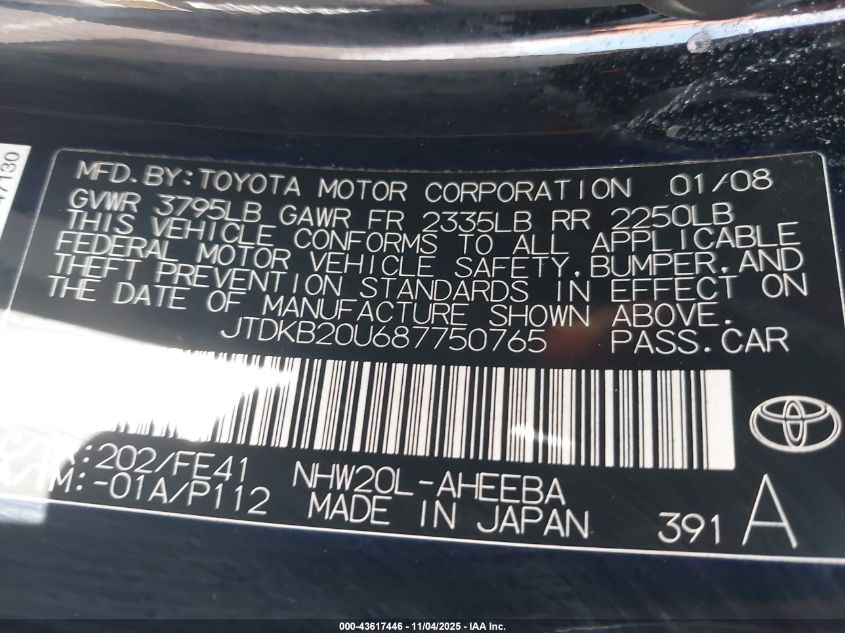 47130
MFD.BY:TOYOTA MOTOR CORPORATION 01/08
GVWR 3795LB GAWR FR 2335LB RR 2250LB
THIS VEHICLE CONFORMS TO ALL APPLICABLE
FEDERAL MOTOR VEHICLE SAFETY,BUMPER,AND
THEFT PREVENTION STANDARDS IN EFFECT ON
THE DATE OF MANUFACTURE SHOWN ABOVE.
JTDKB20U687750765 PASS.CAR
:202/FE41 NHW20L-AHEEBA
/TM:-01A/P112 MADE IN JAPAN 391 A
000-43617446 - 11/04/2025 - IAA Inc.